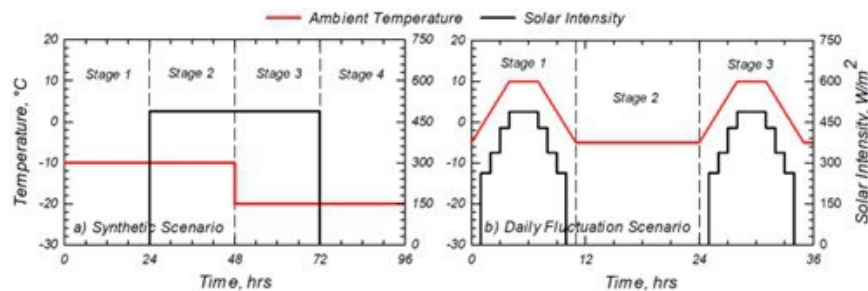 Ambient Temperature Solar Intensity
Temperature, °C
20
10
0
-10
-20
-30
Stage 1 Stage 2 Stage 3 Stage 4
a) Synthetic Scenario
750
600
450
300
150
0
0 24 48 72 96
Time, hrs
20
10
0
-10
-20
-30
Stage 1 Stage 2 Stage 3
b) Daily Fluctuation Scenario
750
600
450
300
150
0
Solar Intensity, W/m²
0 12 24 36
Time, hrs